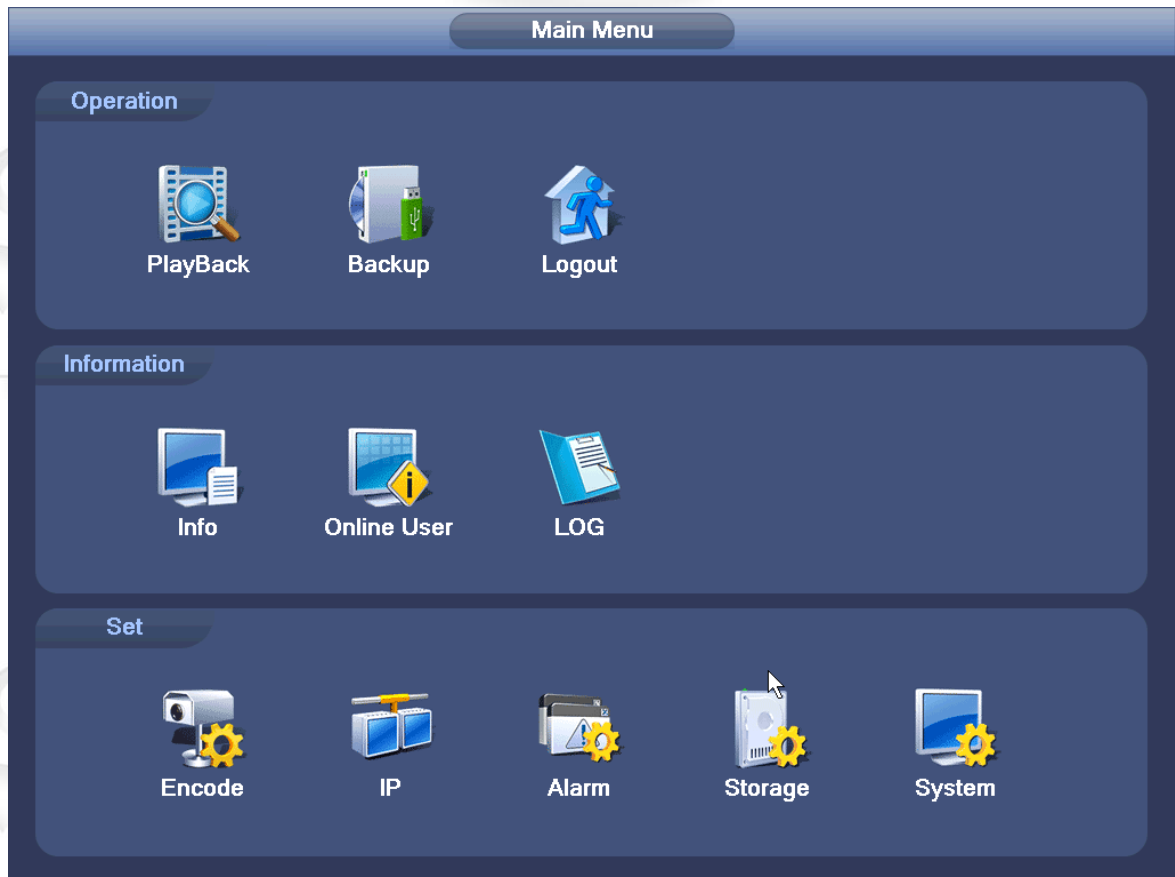 Main Menu
Operation
PlayBack Backup Logout
Information
Info Online User LOG
Set
Encode IP Alarm Storage System